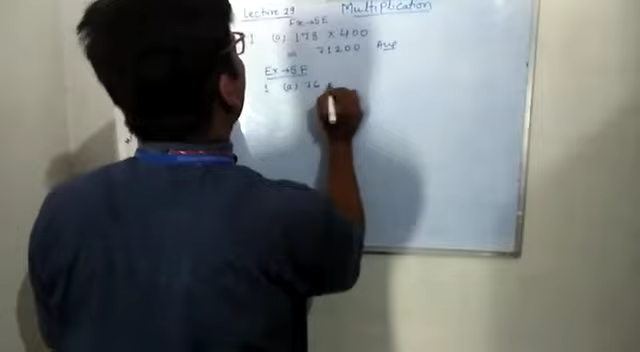 Lecture 29 Multiplication
Ex → 5E
1 (a) 178 × 400
= 71200 Ans
Ex → 5F
1 (a) 76